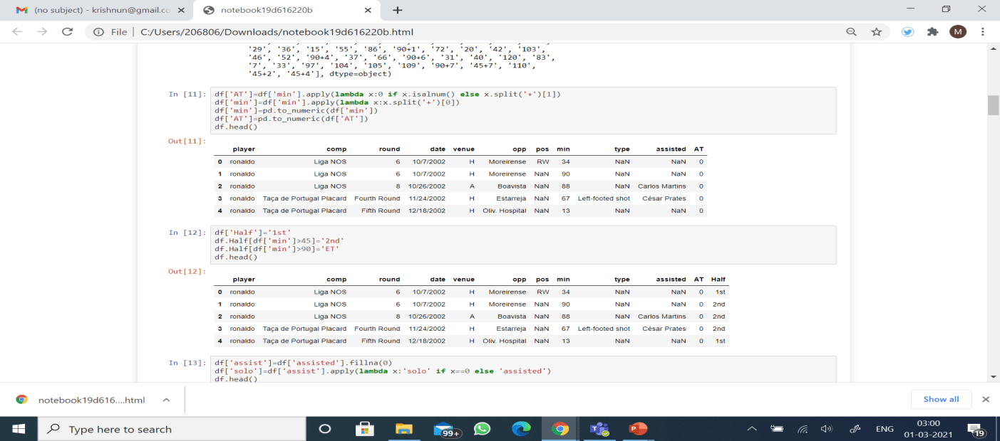 (no subject) - krishnun@gmail.co
notebook19d616220b
File | C:/Users/206806/Downloads/notebook19d616220b.html
M
'29', '36', '15', '55', '86', '90+1', '72', '20', '42', '103',
'46', '52', '90+4', '37', '66', '90+6', '31', '40', '120', '83',
'7', '33', '97', '104', '105', '109', '90+7', '45+7', '110',
'45+2', '45+4'], dtype=object)
In [11]: df['AT']=df['min'].apply(lambda x:0 if x.isalnum() else x.split('+')[1])
df['min']=df['min'].apply(lambda x:x.split('+')[0])
df['min']=pd.to_numeric(df['min'])
df['AT']=pd.to_numeric(df['AT'])
df.head()
Out[11]:
player comp round date venue opp pos min type assisted AT
0 ronaldo Liga NOS 6 10/7/2002 H Moreirense RW 34 NaN NaN 0
1 ronaldo Liga NOS 6 10/7/2002 H Moreirense NaN 90 NaN NaN 0
2 ronaldo Liga NOS 8 10/26/2002 A Boavista NaN 88 NaN Carlos Martins 0
3 ronaldo Taça de Portugal Placard Fourth Round 11/24/2002 H Estarreja NaN 67 Left-footed shot César Prates 0
4 ronaldo Taça de Portugal Placard Fifth Round 12/18/2002 H Oliv. Hospital NaN 13 NaN NaN 0
In [12]: df['Half']='1st'
df.Half[df['min']>45]='2nd'
df.Half[df['min']>90]='ET'
df.head()
Out[12]:
player comp round date venue opp pos min type assisted AT Half
0 ronaldo Liga NOS 6 10/7/2002 H Moreirense RW 34 NaN NaN 0 1st
1 ronaldo Liga NOS 6 10/7/2002 H Moreirense NaN 90 NaN NaN 0 2nd
2 ronaldo Liga NOS 8 10/26/2002 A Boavista NaN 88 NaN Carlos Martins 0 2nd
3 ronaldo Taça de Portugal Placard Fourth Round 11/24/2002 H Estarreja NaN 67 Left-footed shot César Prates 0 2nd
4 ronaldo Taça de Portugal Placard Fifth Round 12/18/2002 H Oliv. Hospital NaN 13 NaN NaN 0 1st
In [13]: df['assist']=df['assisted'].fillna(0)
df['solo']=df['assist'].apply(lambda x:'solo' if x==0 else 'assisted')
df.head()
notebook19d616....html
Show all
Type here to search
99+
ENG
03:00
01-03-2021
19